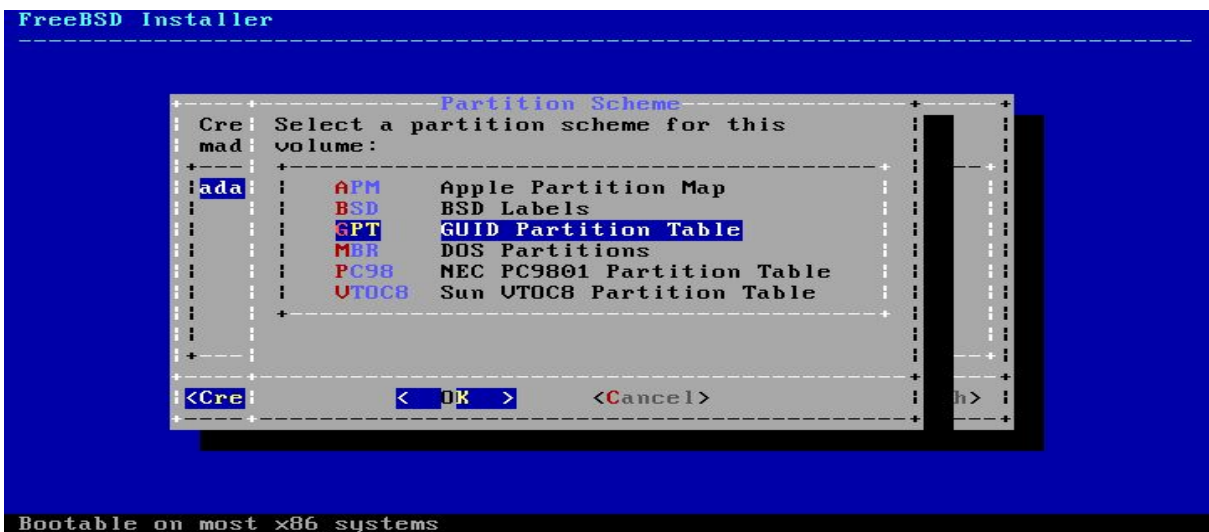 FreeBSD Installer
Partition Scheme
Cre Select a partition scheme for this
mad volume:
ada APM Apple Partition Map
BSD BSD Labels
GPT GUID Partition Table
MBR DOS Partitions
PC98 NEC PC9801 Partition Table
VTOC8 Sun VTOC8 Partition Table
<Cre < OK > <Cancel> h>
Bootable on most x86 systems